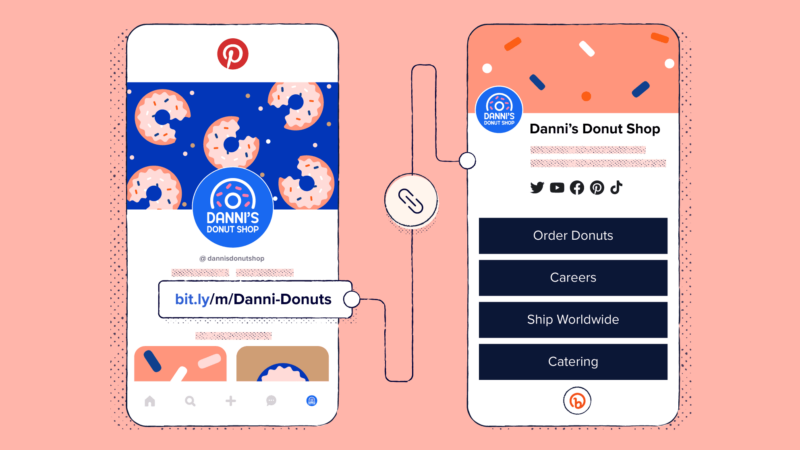 DANNI'S
DONUT SHOP
@ dannisdonutshop
bit.ly/m/Danni-Donuts
DANNI'S
DONUT SHOP
Danni's Donut Shop
Order Donuts
Careers
Ship Worldwide
Catering